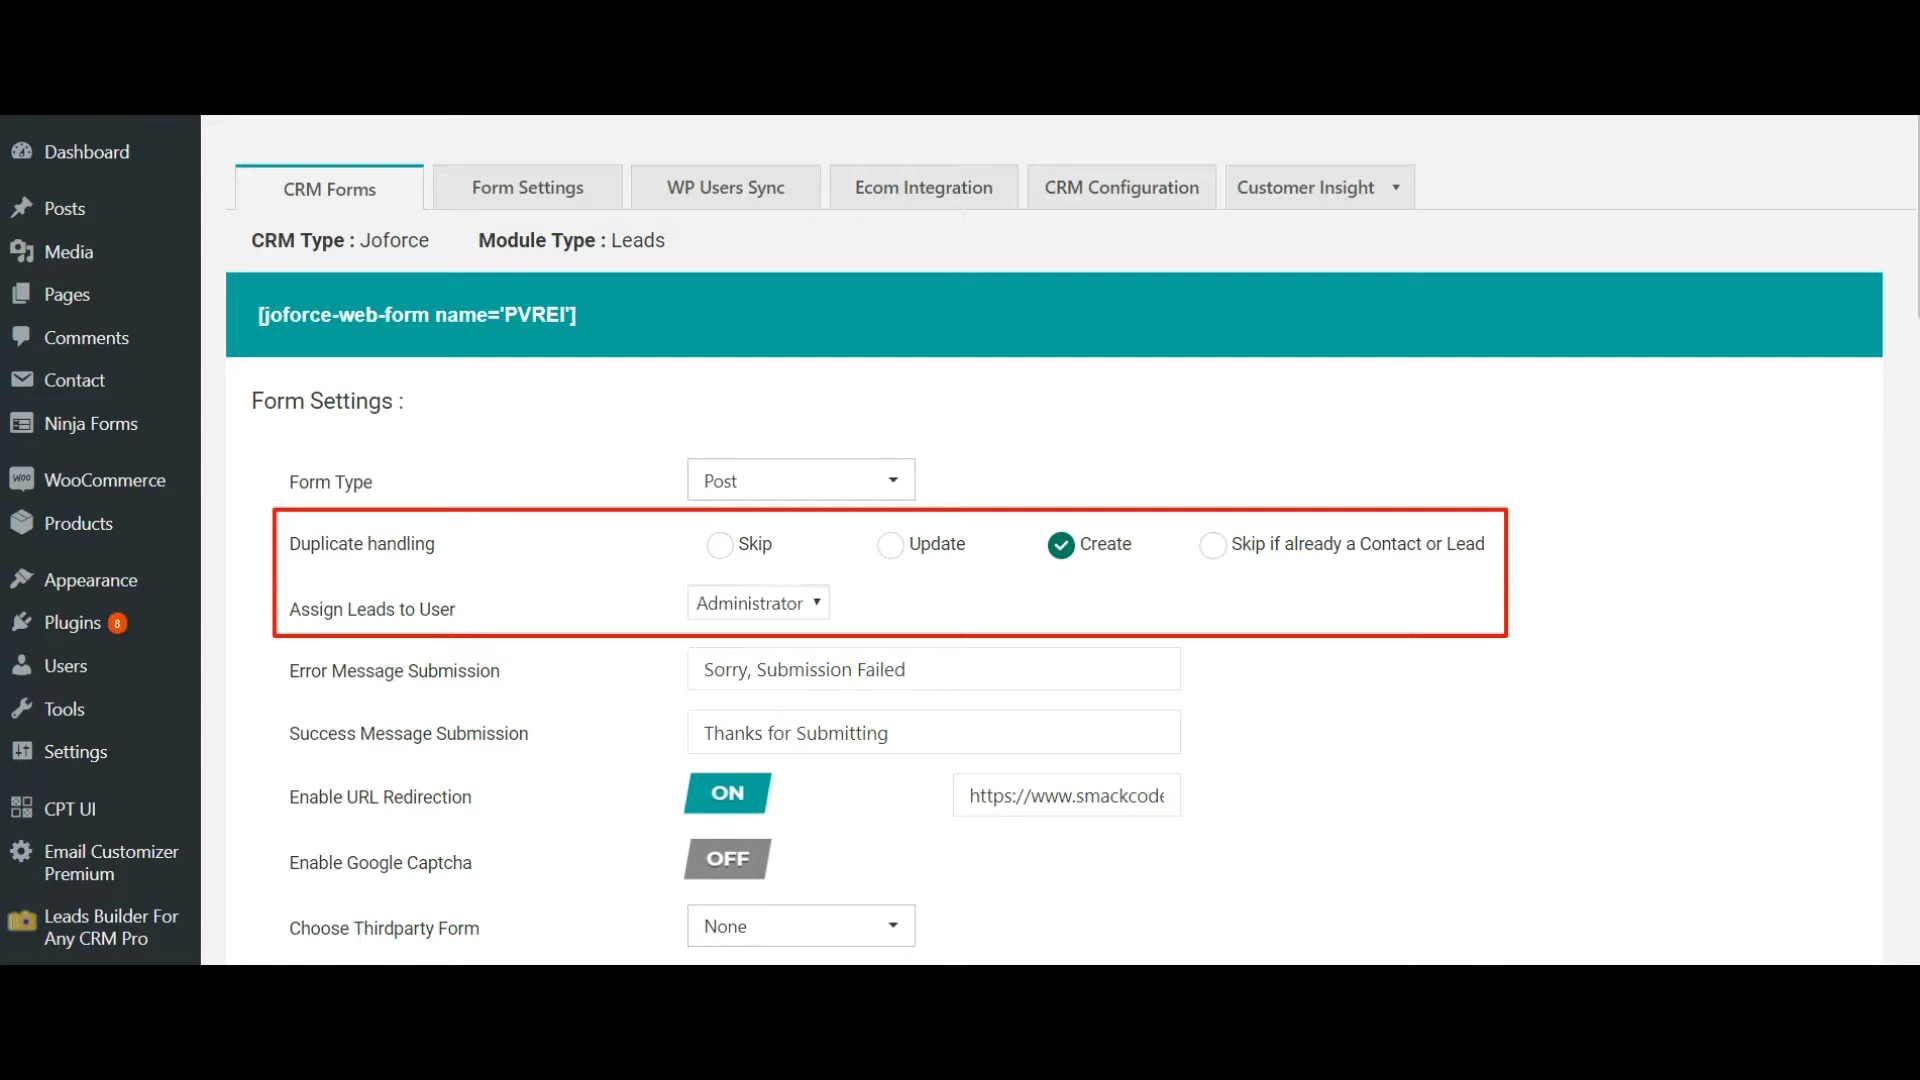 Dashboard
Posts
Media
Pages
Comments
Contact
Ninja Forms
WooCommerce
Products
Appearance
Plugins 8
Users
Tools
Settings
CPT UI
Email Customizer
Premium
Leads Builder For
Any CRM Pro
CRM Forms
Form Settings
WP Users Sync
Ecom Integration
CRM Configuration
Customer Insight
CRM Type : Joforce Module Type : Leads
[joforce-web-form name='PVREI']
Form Settings :
Form Type Post
Duplicate handling Skip Update Create Skip if already a Contact or Lead
Assign Leads to User Administrator
Error Message Submission Sorry, Submission Failed
Success Message Submission Thanks for Submitting
Enable URL Redirection ON https://www.smackcode
Enable Google Captcha OFF
Choose Thirdparty Form None